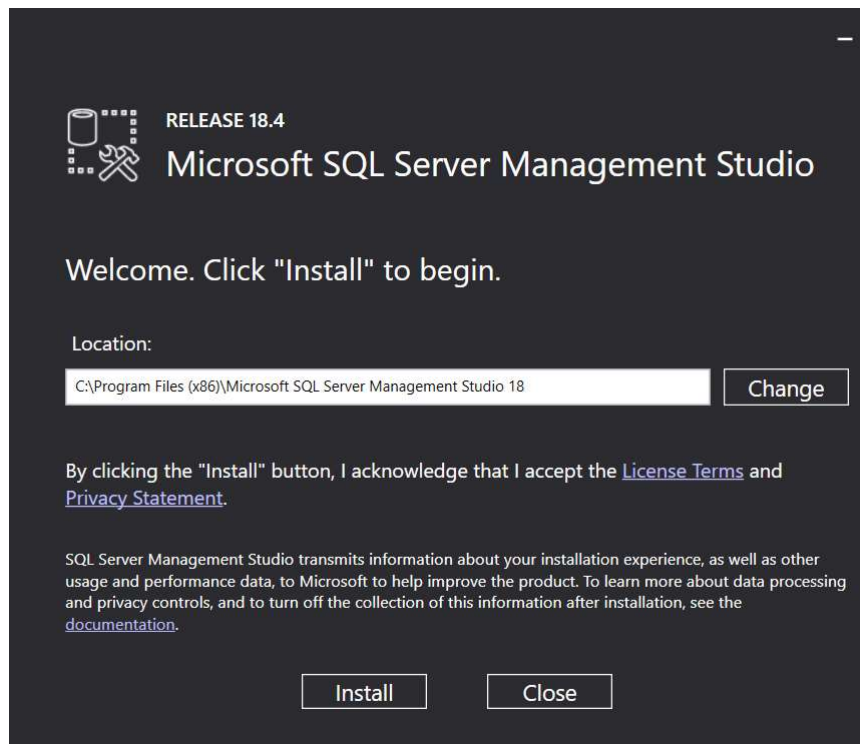 RELEASE 18.4
Microsoft SQL Server Management Studio
Welcome. Click "Install" to begin.
Location:
C:\Program Files (x86)\Microsoft SQL Server Management Studio 18
Change
By clicking the "Install" button, I acknowledge that I accept the License Terms and
Privacy Statement.
SQL Server Management Studio transmits information about your installation experience, as well as other
usage and performance data, to Microsoft to help improve the product. To learn more about data processing
and privacy controls, and to turn off the collection of this information after installation, see the
documentation.
Install
Close